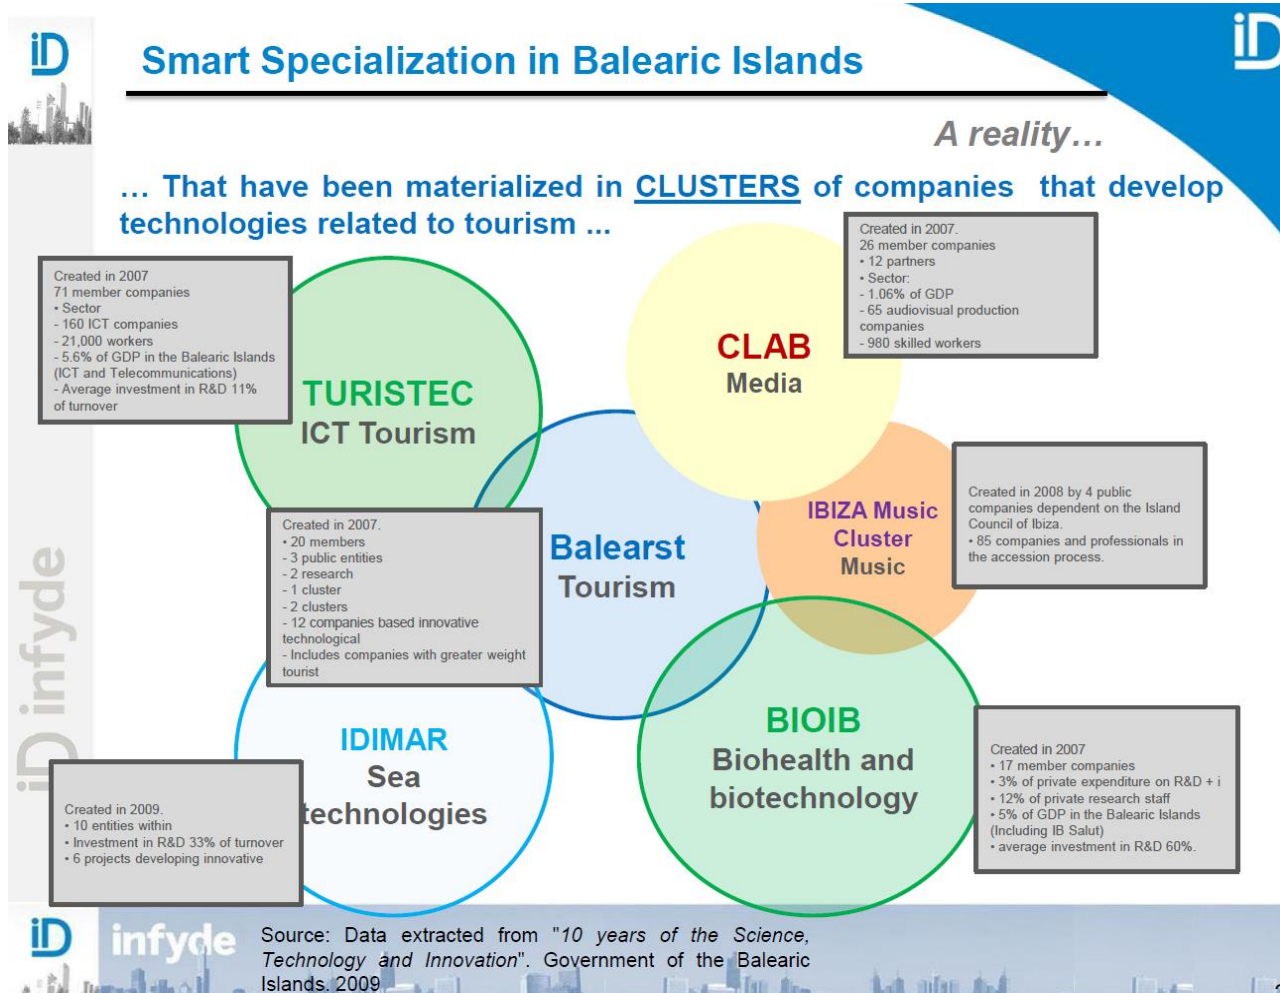 iD
iD
Smart Specialization in Balearic Islands
A reality…
… That have been materialized in CLUSTERS of companies that develop
technologies related to tourism ...
Created in 2007
71 member companies
• Sector
- 160 ICT companies
- 21,000 workers
- 5.6% of GDP in the Balearic Islands
(ICT and Telecommunications)
- Average investment in R&D 11%
of turnover
TURISTEC
ICT Tourism
Created in 2007.
26 member companies
• 12 partners
• Sector:
- 1.06% of GDP
- 65 audiovisual production
companies
- 980 skilled workers
CLAB
Media
Created in 2008 by 4 public
companies dependent on the Island
Council of Ibiza.
• 85 companies and professionals in
the accession process.
IBIZA Music
Cluster
Music
Created in 2007.
• 20 members
- 3 public entities
- 2 research
- 1 cluster
- 2 clusters
- 12 companies based innovative
technological
- Includes companies with greater weight
tourist
Balearst
Tourism
IDIMAR
Sea
technologies
Created in 2009.
• 10 entities within
• Investment in R&D 33% of turnover
• 6 projects developing innovative
BIOIB
Biohealth and
biotechnology
Created in 2007
• 17 member companies
• 3% of private expenditure on R&D + i
• 12% of private research staff
• 5% of GDP in the Balearic Islands
(Including IB Salut)
• average investment in R&D 60%.
iD infyde
iD infyde
Source: Data extracted from "10 years of the Science,
Technology and Innovation". Government of the Balearic
Islands. 2009